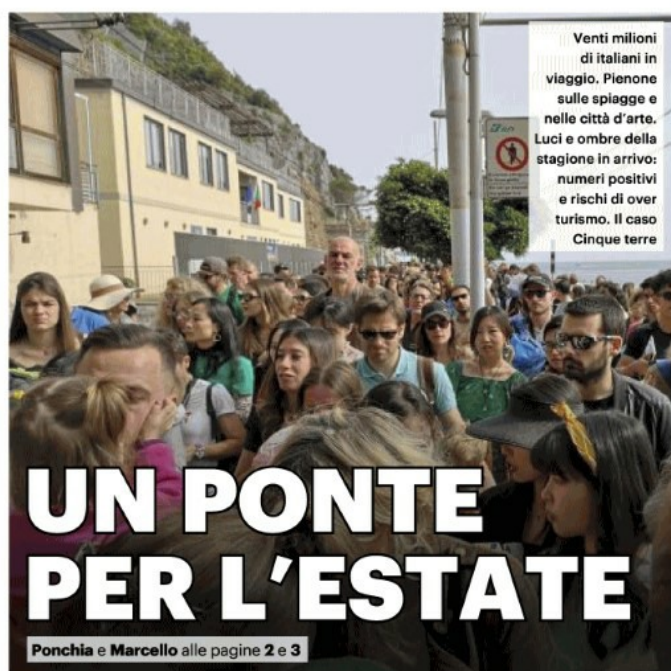 Venti milioni
di italiani in
viaggio. Pienone
sulle spiagge e
nelle città d'arte.
Luci e ombre della
stagione in arrivo:
numeri positivi
e rischi di over
turismo. Il caso
Cinque terre
UN PONTE
PER L'ESTATE
Ponchia e Marcello alle pagine 2 e 3